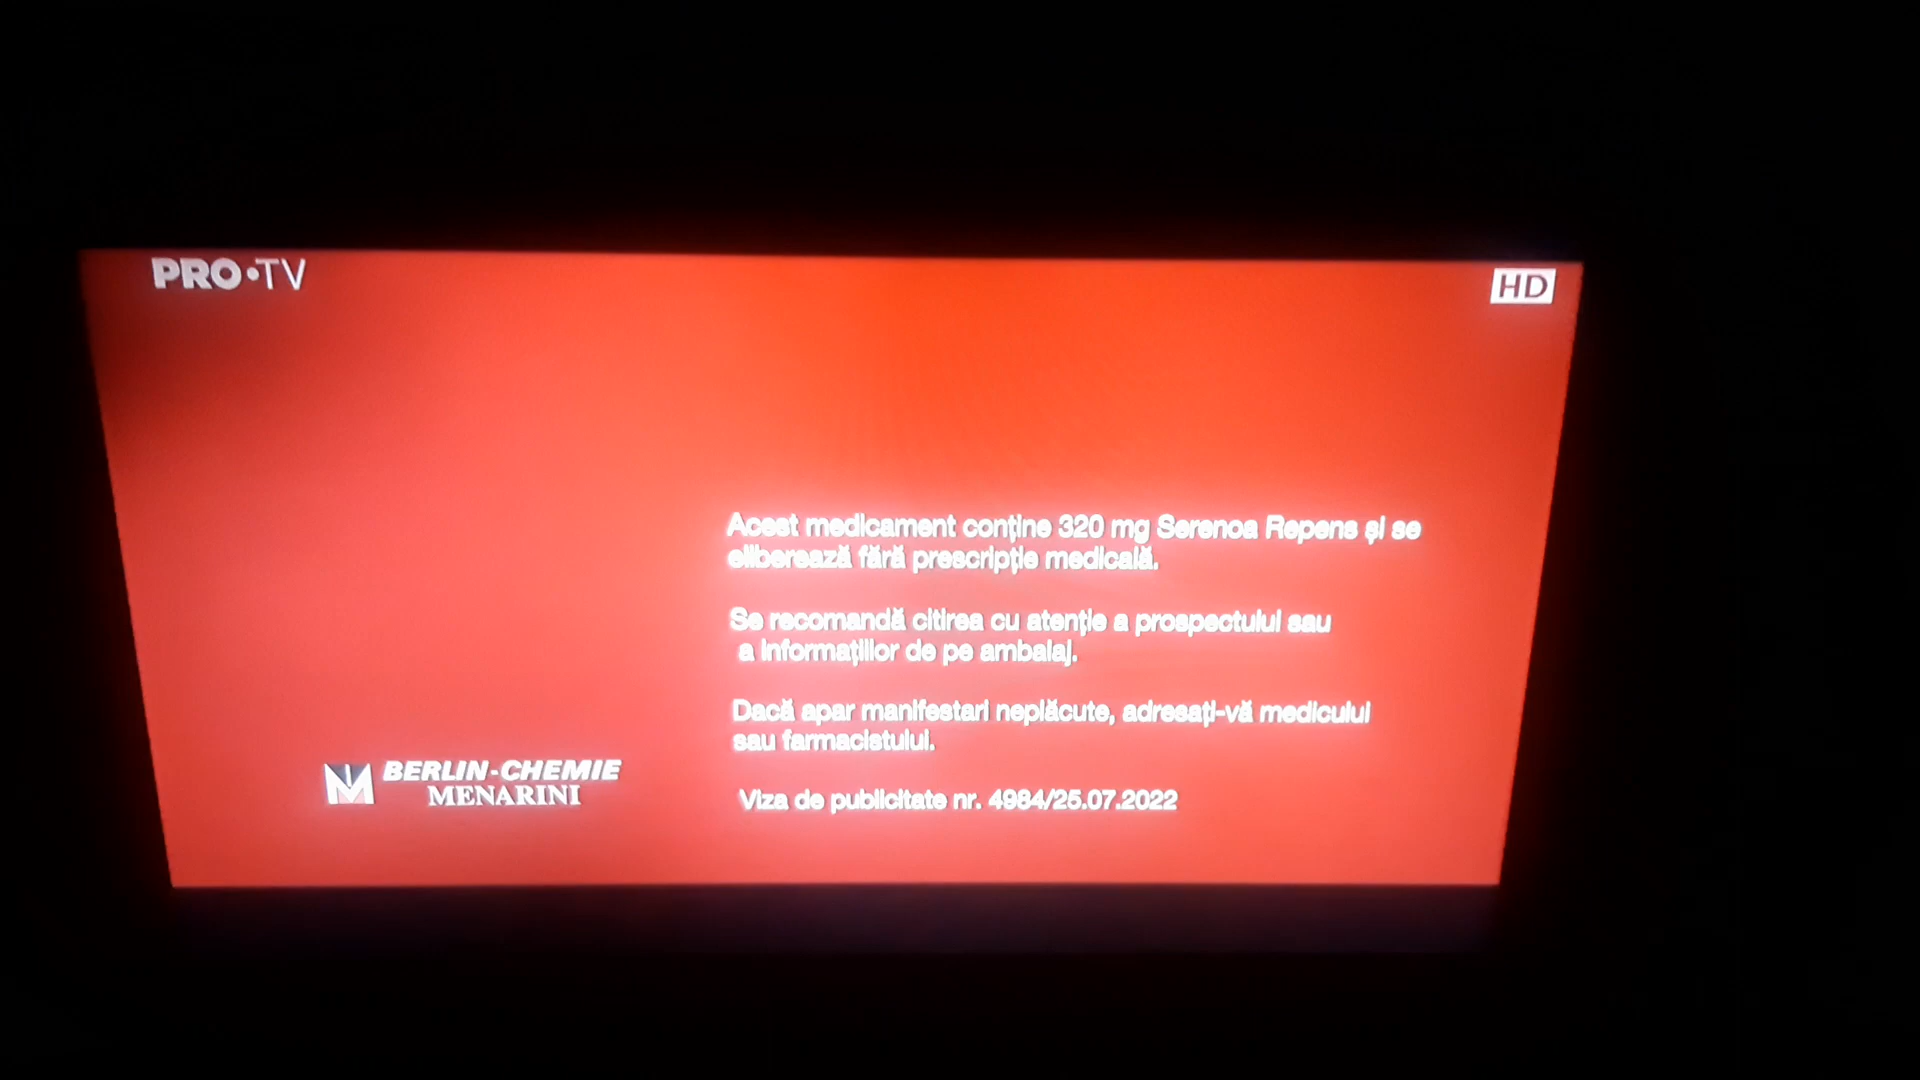 PRO•TV
HD
Acest medicament conține 320 mg Serenoa Repens și se
eliberează fără prescripție medicală.
Se recomandă citirea cu atenție a prospectului sau
a informațiilor de pe ambalaj.
Dacă apar manifestari neplăcute, adresați-vă medicului
sau farmacistului.
Viza de publicitate nr. 4984/25.07.2022
BERLIN-CHEMIE
MENARINI